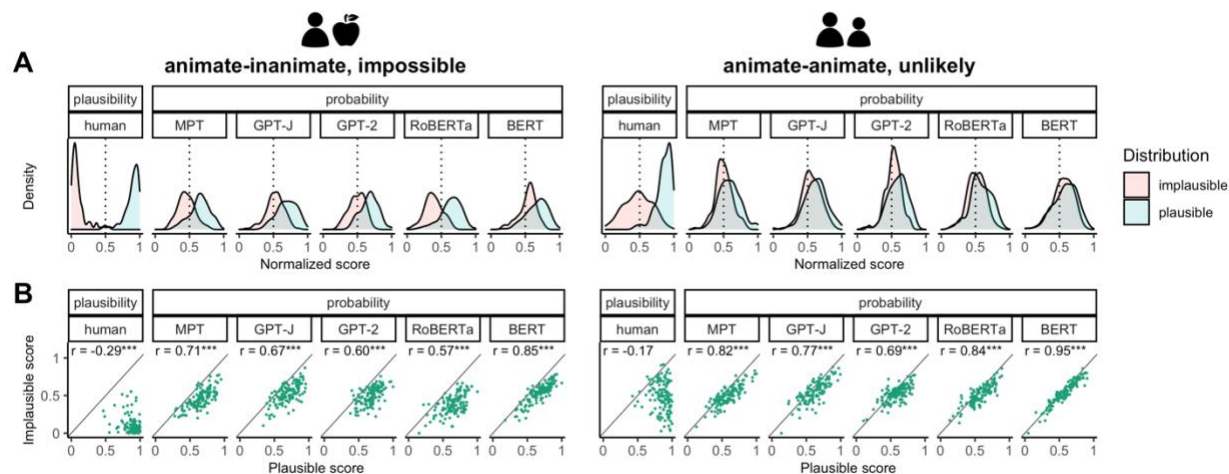 A
animate-inanimate, impossible
animate-animate, unlikely
plausibility probability plausibility probability
human MPT GPT-J GPT-2 RoBERTa BERT human MPT GPT-J GPT-2 RoBERTa BERT
Density
0 0.5 1 0 0.5 1 0 0.5 1 0 0.5 1 0 0.5 1 0 0.5 1 0 0.5 1 0 0.5 1 0 0.5 1 0 0.5 1 0 0.5 1 0 0.5 1
Normalized score
Normalized score
Distribution
implausible
plausible
B
plausibility probability plausibility probability
human MPT GPT-J GPT-2 RoBERTa BERT human MPT GPT-J GPT-2 RoBERTa BERT
r = -0.29*** r = 0.71*** r = 0.67*** r = 0.60*** r = 0.57*** r = 0.85*** r = -0.17 r = 0.82*** r = 0.77*** r = 0.69*** r = 0.84*** r = 0.95***
Implausible score
1
0.5
0
0 0.5 1 0 0.5 1 0 0.5 1 0 0.5 1 0 0.5 1 0 0.5 1 0 0.5 1 0 0.5 1 0 0.5 1 0 0.5 1 0 0.5 1 0 0.5 1
Plausible score
Plausible score